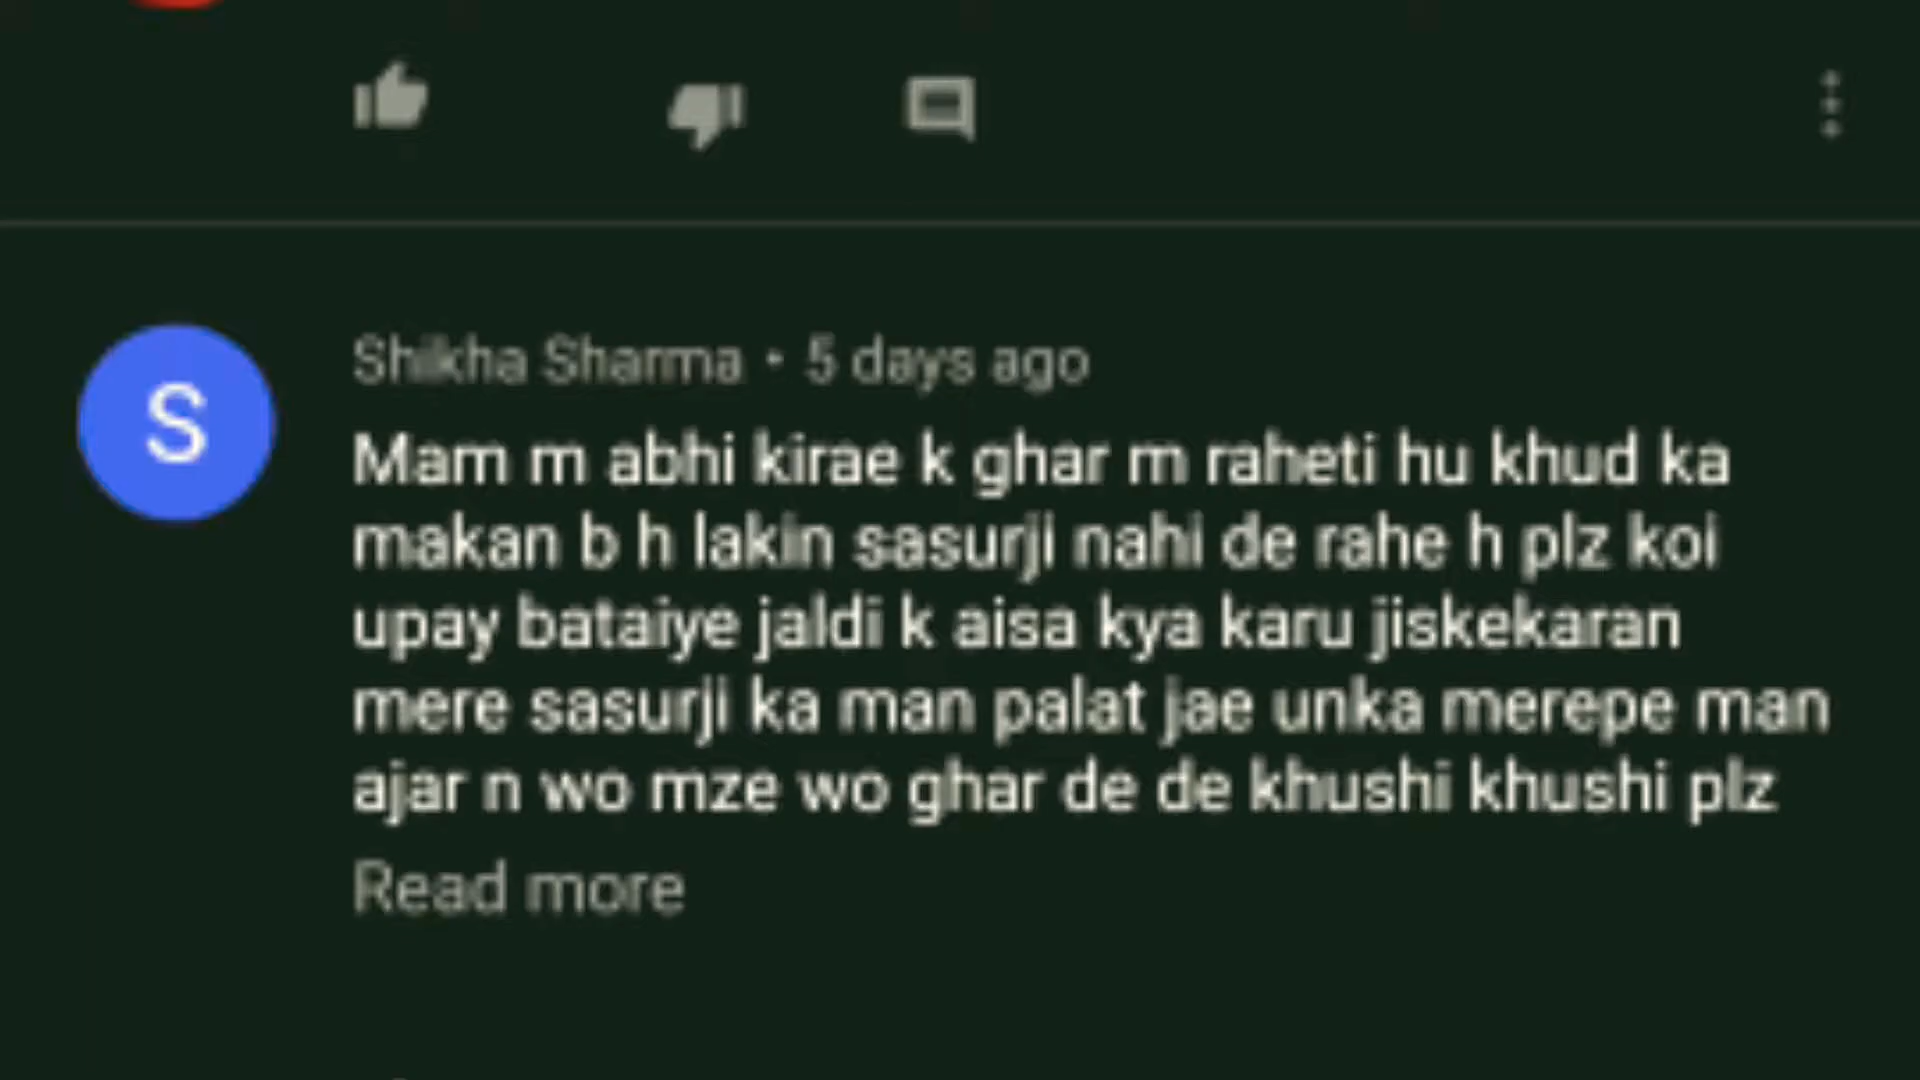 S
Shikha Sharma • 5 days ago
Mam m abhi kirae k ghar m raheti hu khud ka
makan b h lakin sasurji nahi de rahe h plz koi
upay bataiye jaldi k aisa kya karu jiskekaran
mere sasurji ka man palat jae unka merepe man
ajar n wo mze wo ghar de de khushi khushi plz
Read more